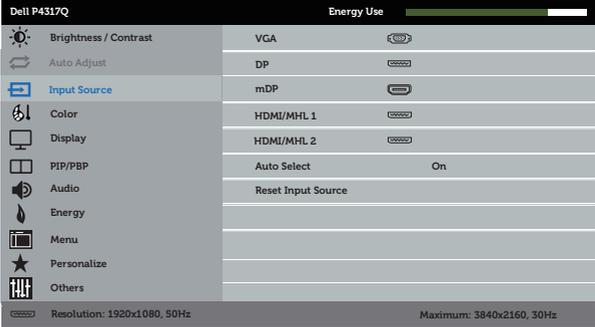 Dell P4317Q Energy Use
Brightness / Contrast VGA
Auto Adjust DP
Input Source mDP
Color HDMI/MHL 1
Display HDMI/MHL 2
PIP/PBP Auto Select On
Audio Reset Input Source
Energy
Menu
Personalize
Others
Resolution: 1920x1080, 50Hz Maximum: 3840x2160, 30Hz